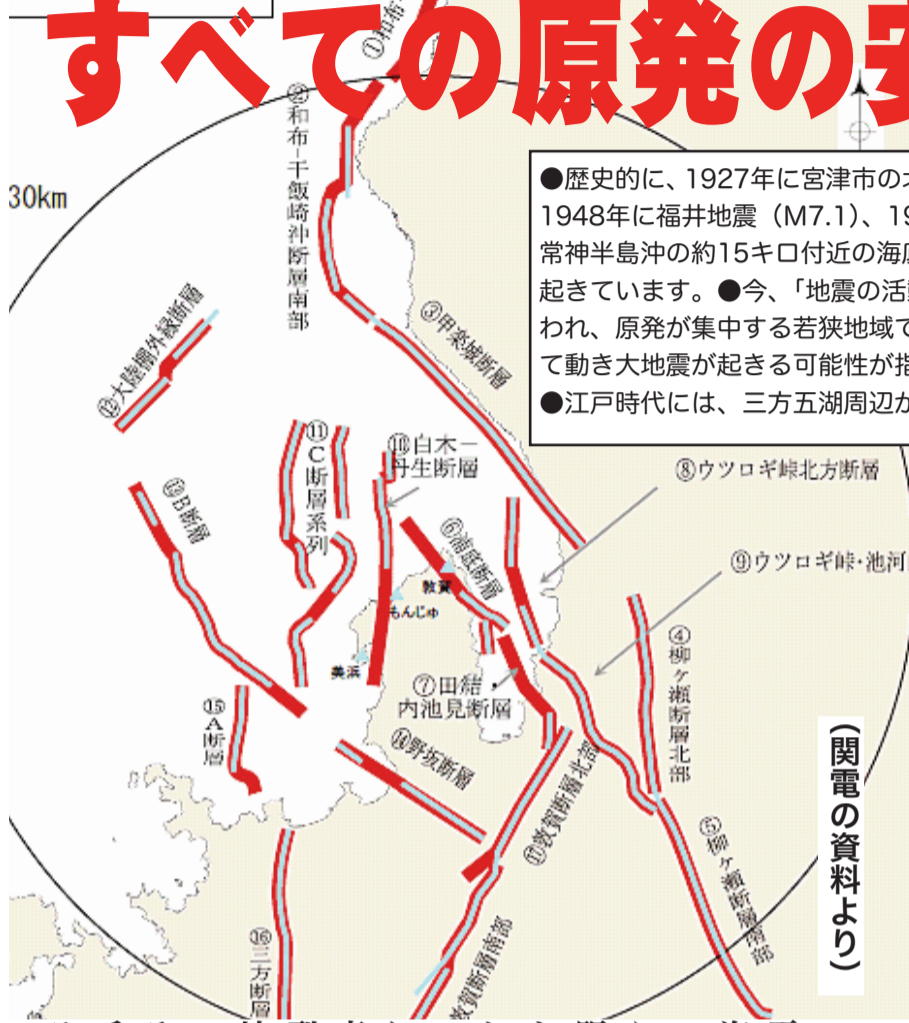 すべての原発の
30km
●歴史的に、1927年に宮津市の
1948年に福井地震（M7.1）、19
常神半島沖の約15キロ付近の海
起きています。●今、「地震の活
われ、原発が集中する若狭地域で
て動き大地震が起きる可能性が指
●江戸時代には、三方五湖周辺が
①和布-
②和布-干飯崎沖断層南部
③甲楽城断層
⑫大陸棚外縁断層
⑪C断層系列
⑩白木－
丹生断層
⑧ウツロギ峠北方断層
⑬B断層
⑥浦底断層
⑨ウツロギ峠・池河
敦賀
もんじゅ
美浜
④柳ヶ瀬断層北部
⑦田結・
内池見断層
⑮A断層
⑭野坂断層
⑰敦賀断層北部
⑤柳ヶ瀬断層南部
（関電の資料より）
⑯三方断層
敦賀断層南部